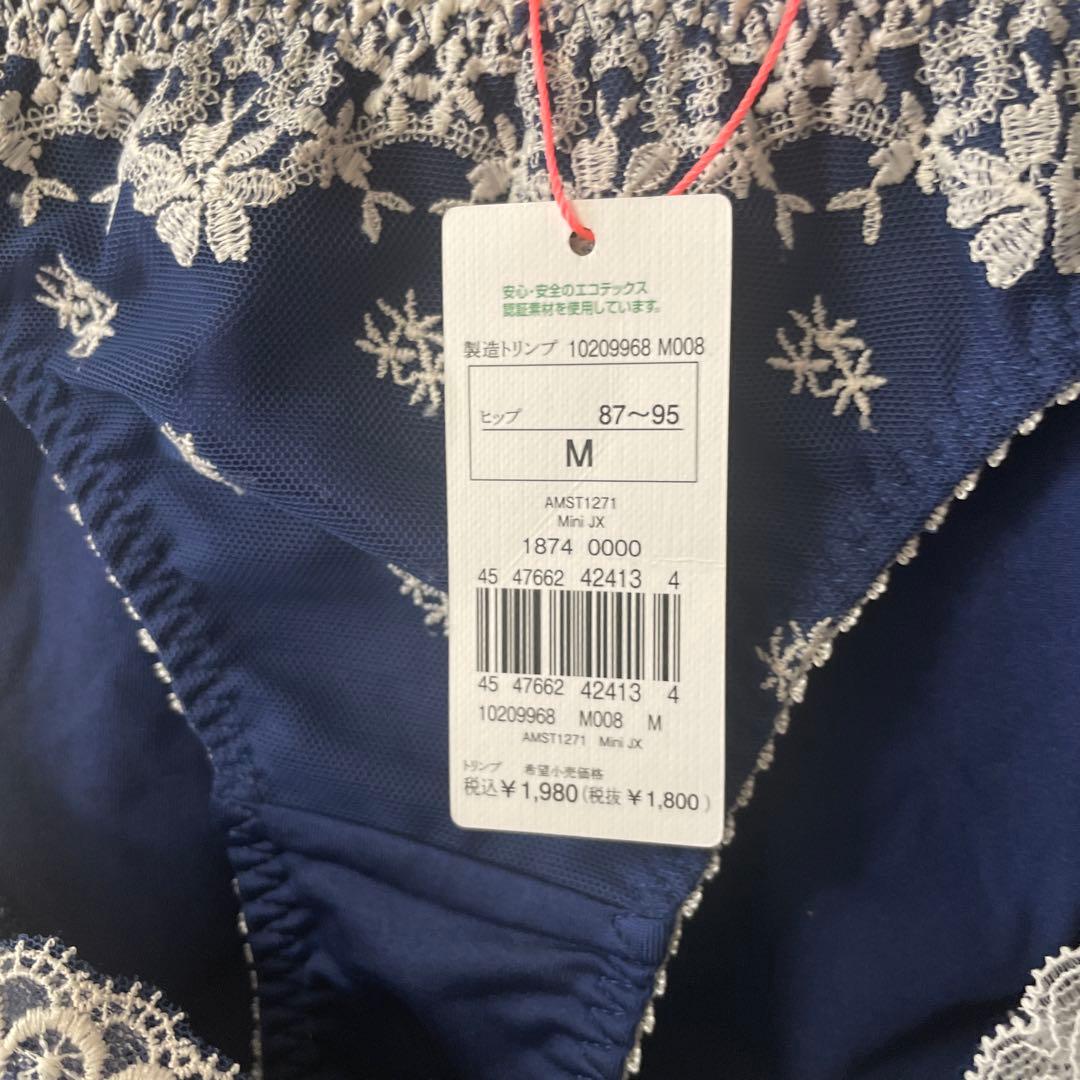 安心・安全のエコテックス
認証素材を使用しています。
製造トリンプ 10209968 M008
ヒップ 87〜95
M
AMST1271
Mini JX
1874 0000
45 47662 42413 4
45 47662 42413 4
10209968 M008 M
AMST1271 Mini JX
トリンプ 希望小売価格
税込¥1,980(税抜¥1,800)